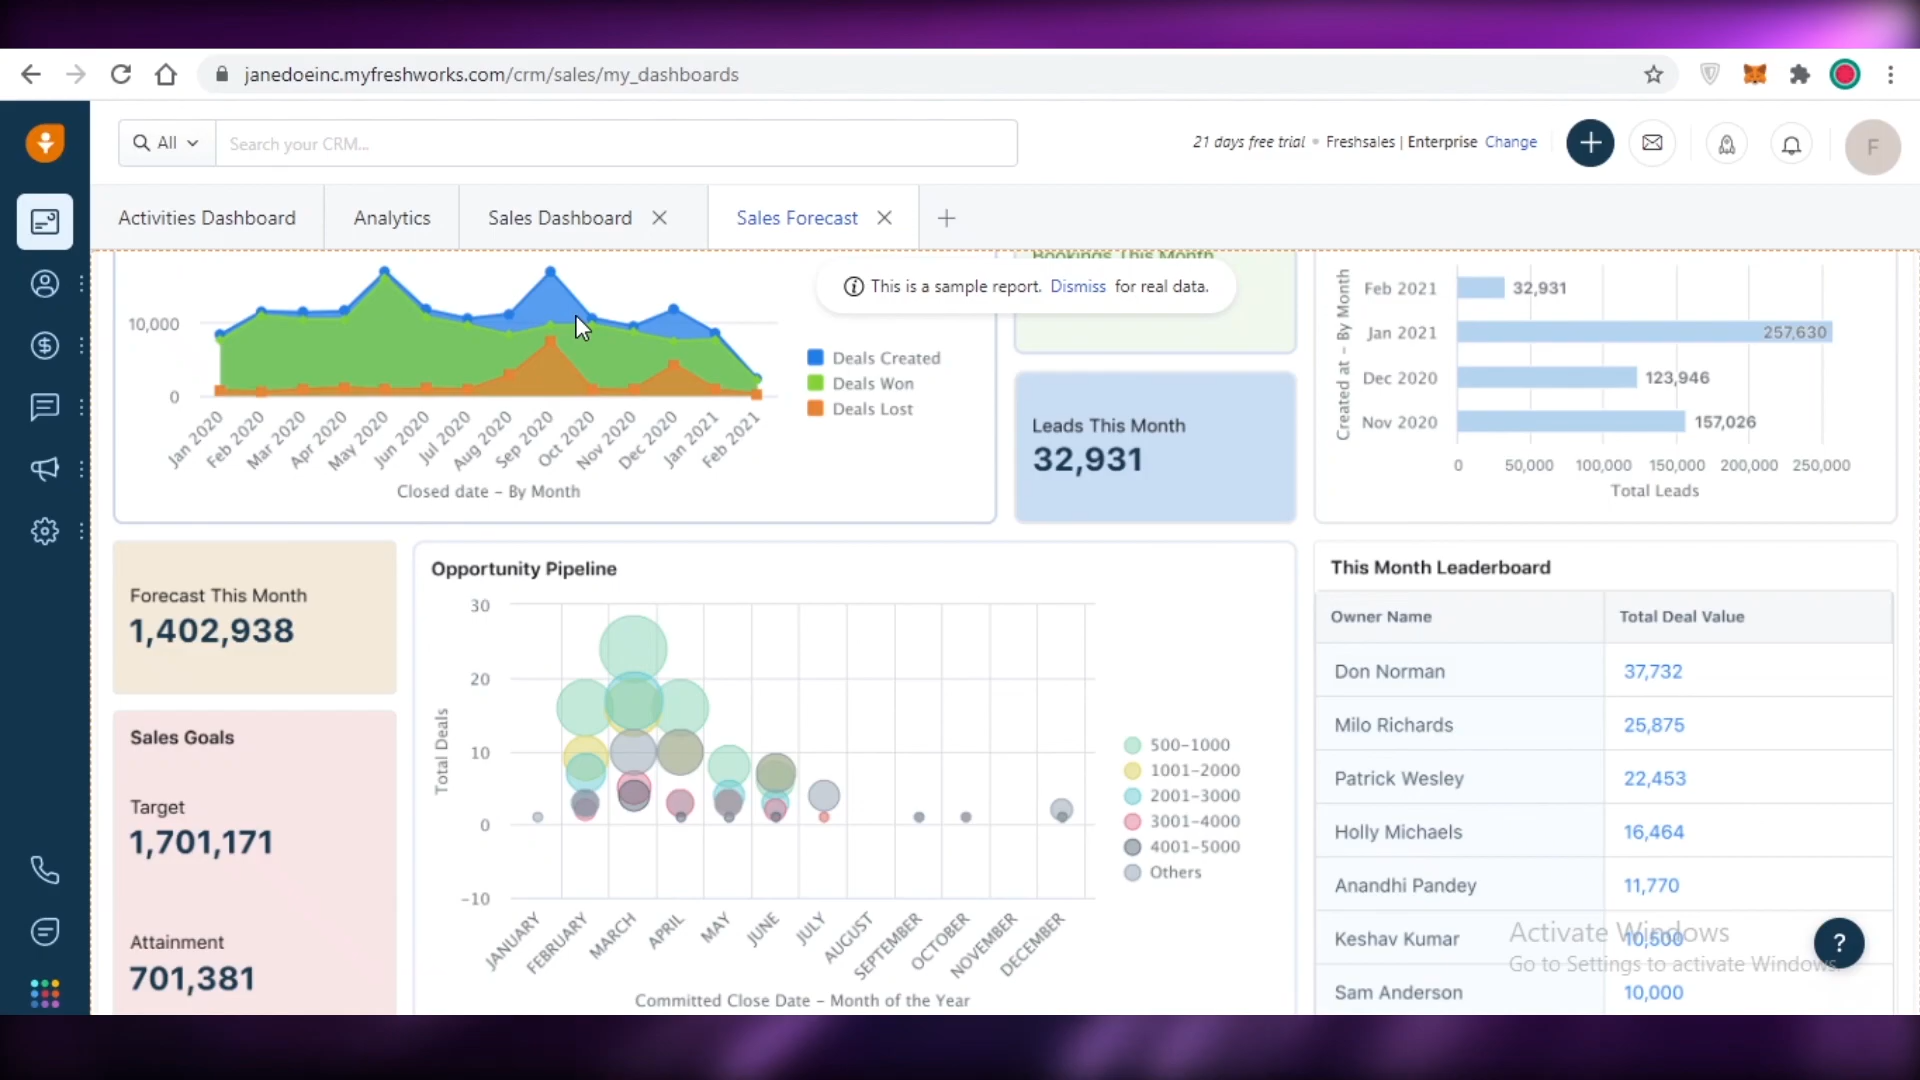 janedoeinc.myfreshworks.com/crm/sales/my_dashboards
All
Search your CRM...
21 days free trial • Freshsales | Enterprise Change
F
Activities Dashboard
Analytics
Sales Dashboard
Sales Forecast
10,000
0
Jan 2020
Feb 2020
Mar 2020
Apr 2020
May 2020
Jun 2020
Jul 2020
Aug 2020
Sep 2020
Oct 2020
Nov 2020
Dec 2020
Jan 2021
Feb 2021
Closed date - By Month
Deals Created
Deals Won
Deals Lost
Bookings This Month
This is a sample report. Dismiss for real data.
Leads This Month
32,931
Created at - By Month
Feb 2021
32,931
Jan 2021
257,630
Dec 2020
123,946
Nov 2020
157,026
0 50,000 100,000 150,000 200,000 250,000
Total Leads
Forecast This Month
1,402,938
Sales Goals
Target
1,701,171
Attainment
701,381
Opportunity Pipeline
Total Deals
30
20
10
0
-10
JANUARY
FEBRUARY
MARCH
APRIL
MAY
JUNE
JULY
AUGUST
SEPTEMBER
OCTOBER
NOVEMBER
DECEMBER
Committed Close Date - Month of the Year
500-1000
1001-2000
2001-3000
3001-4000
4001-5000
Others
This Month Leaderboard
Owner Name Total Deal Value
Don Norman 37,732
Milo Richards 25,875
Patrick Wesley 22,453
Holly Michaels 16,464
Anandhi Pandey 11,770
Keshav Kumar 10,500
Sam Anderson 10,000
Activate Windows
Go to Settings to activate Windows.
?